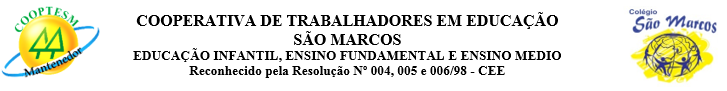 COOPTESM
Mantenedor
COOPERATIVA DE TRABALHADORES EM EDUCAÇÃO
SÃO MARCOS
EDUCAÇÃO INFANTIL, ENSINO FUNDAMENTAL E ENSINO MEDIO
Reconhecido pela Resolução Nº 004, 005 e 006/98 - CEE
Colégio
São Marcos